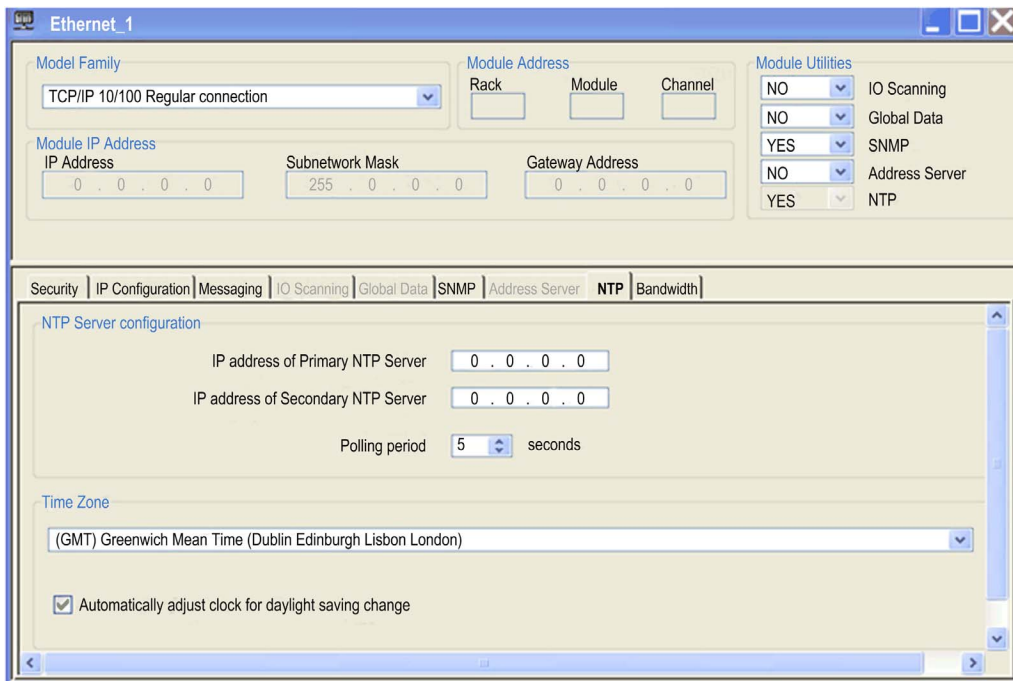 Ethernet_1
Model Family
TCP/IP 10/100 Regular connection
Module Address
Rack Module Channel
Module Utilities
NO IO Scanning
NO Global Data
YES SNMP
NO Address Server
YES NTP
Module IP Address
IP Address Subnetwork Mask Gateway Address
0 . 0 . 0 . 0 255 . 0 . 0 . 0 0 . 0 . 0 . 0
Security IP Configuration Messaging IO Scanning Global Data SNMP Address Server NTP Bandwidth
NTP Server configuration
IP address of Primary NTP Server 0 . 0 . 0 . 0
IP address of Secondary NTP Server 0 . 0 . 0 . 0
Polling period 5 seconds
Time Zone
(GMT) Greenwich Mean Time (Dublin Edinburgh Lisbon London)
Automatically adjust clock for daylight saving change